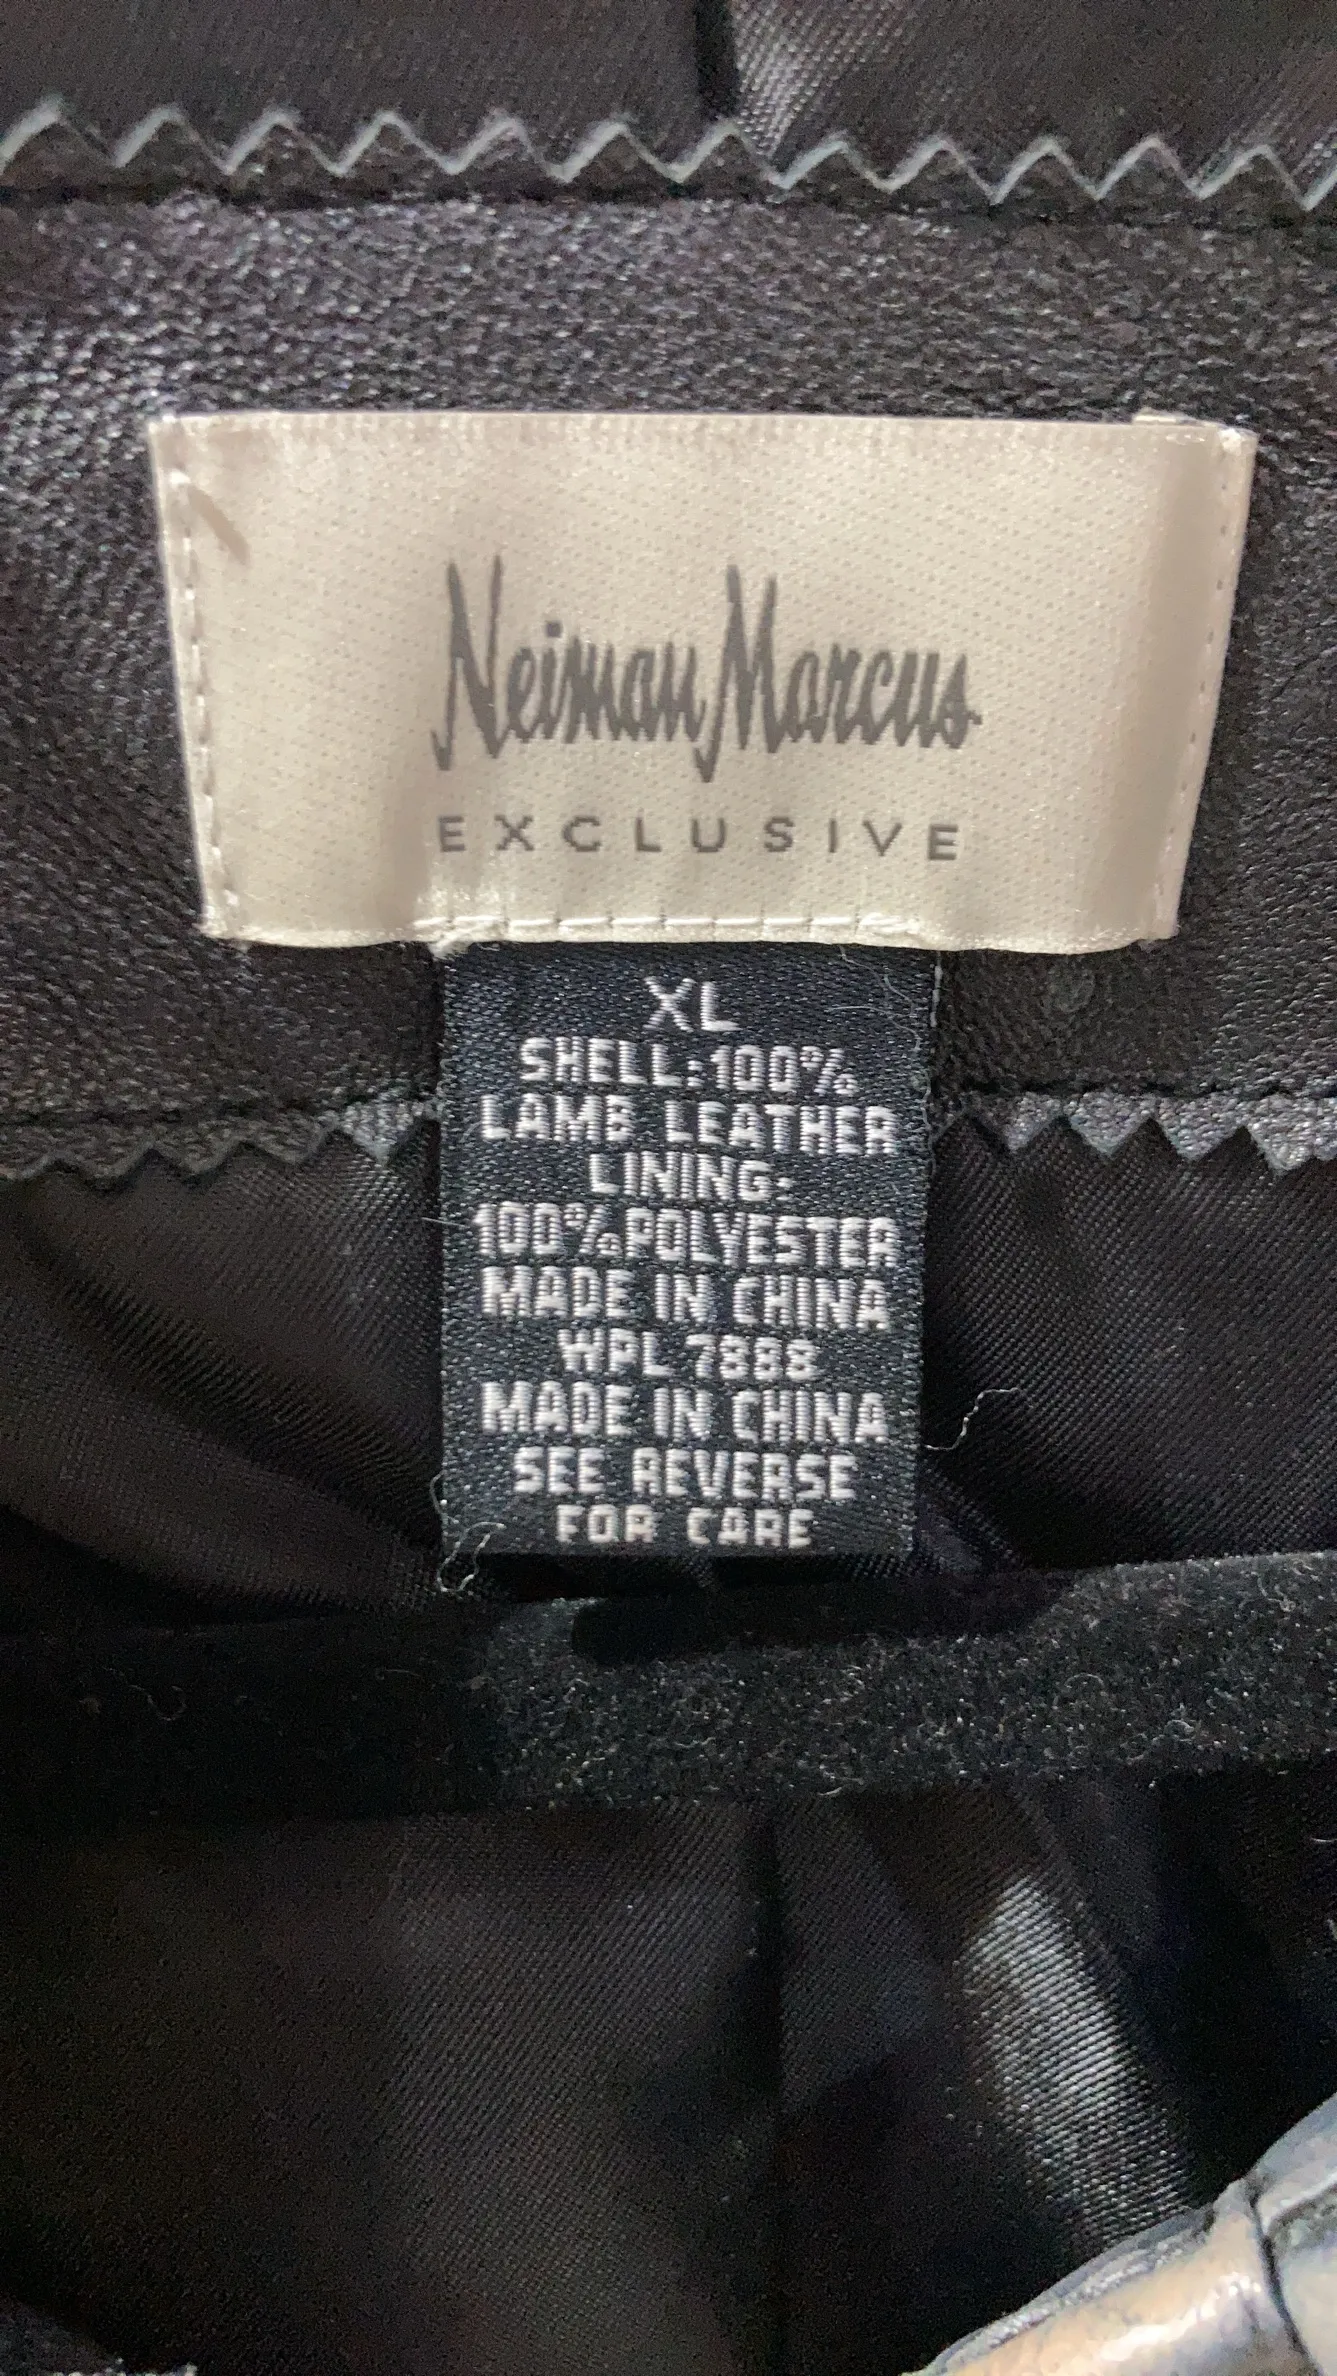 Neiman Marcus
EXCLUSIVE
XL
SHELL:100%
LAMB LEATHER
LINING:
100%POLYESTER
MADE IN CHINA
WPL 7888
MADE IN CHINA
SEE REVERSE
FOR CARE